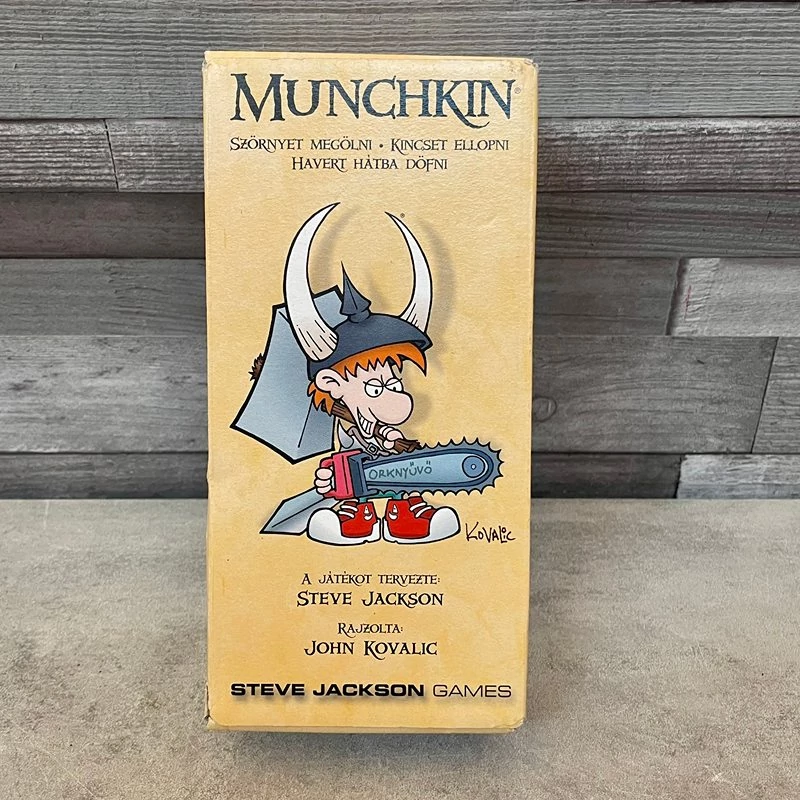 MUNCHKIN®
SZÖRNYET MEGÖLNI • KINCSET ELLOPNI
HAVERT HÁTBA DÖFNI
ORKNYŰVŐ
KOVALIC
A JÁTÉKOT TERVEZTE:
STEVE JACKSON
RAJZOLTA:
JOHN KOVALIC
STEVE JACKSON GAMES